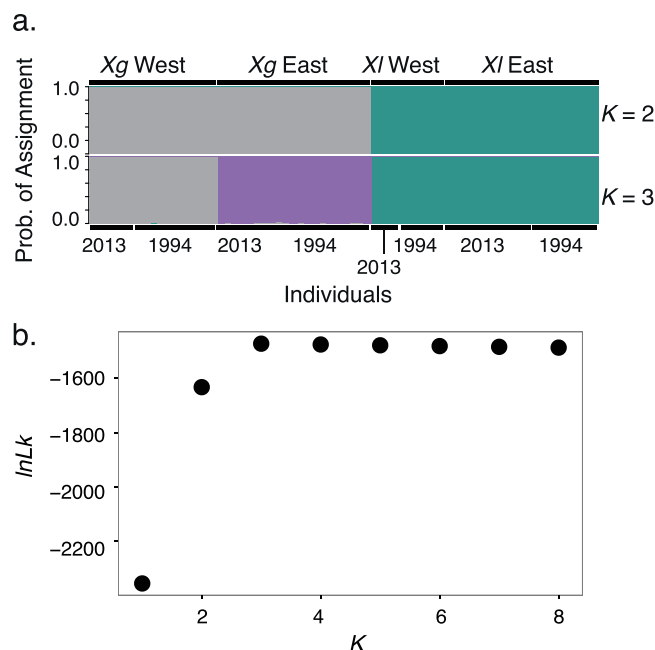 a.
Xg West Xg East Xl West Xl East
Prob. of Assignment
1.0
0.0
K = 2
1.0
0.0
K = 3
2013 1994 2013 1994 1994 2013 1994
2013
Individuals
b.
lnLk
−1600
−1800
−2000
−2200
2 4 6 8
K